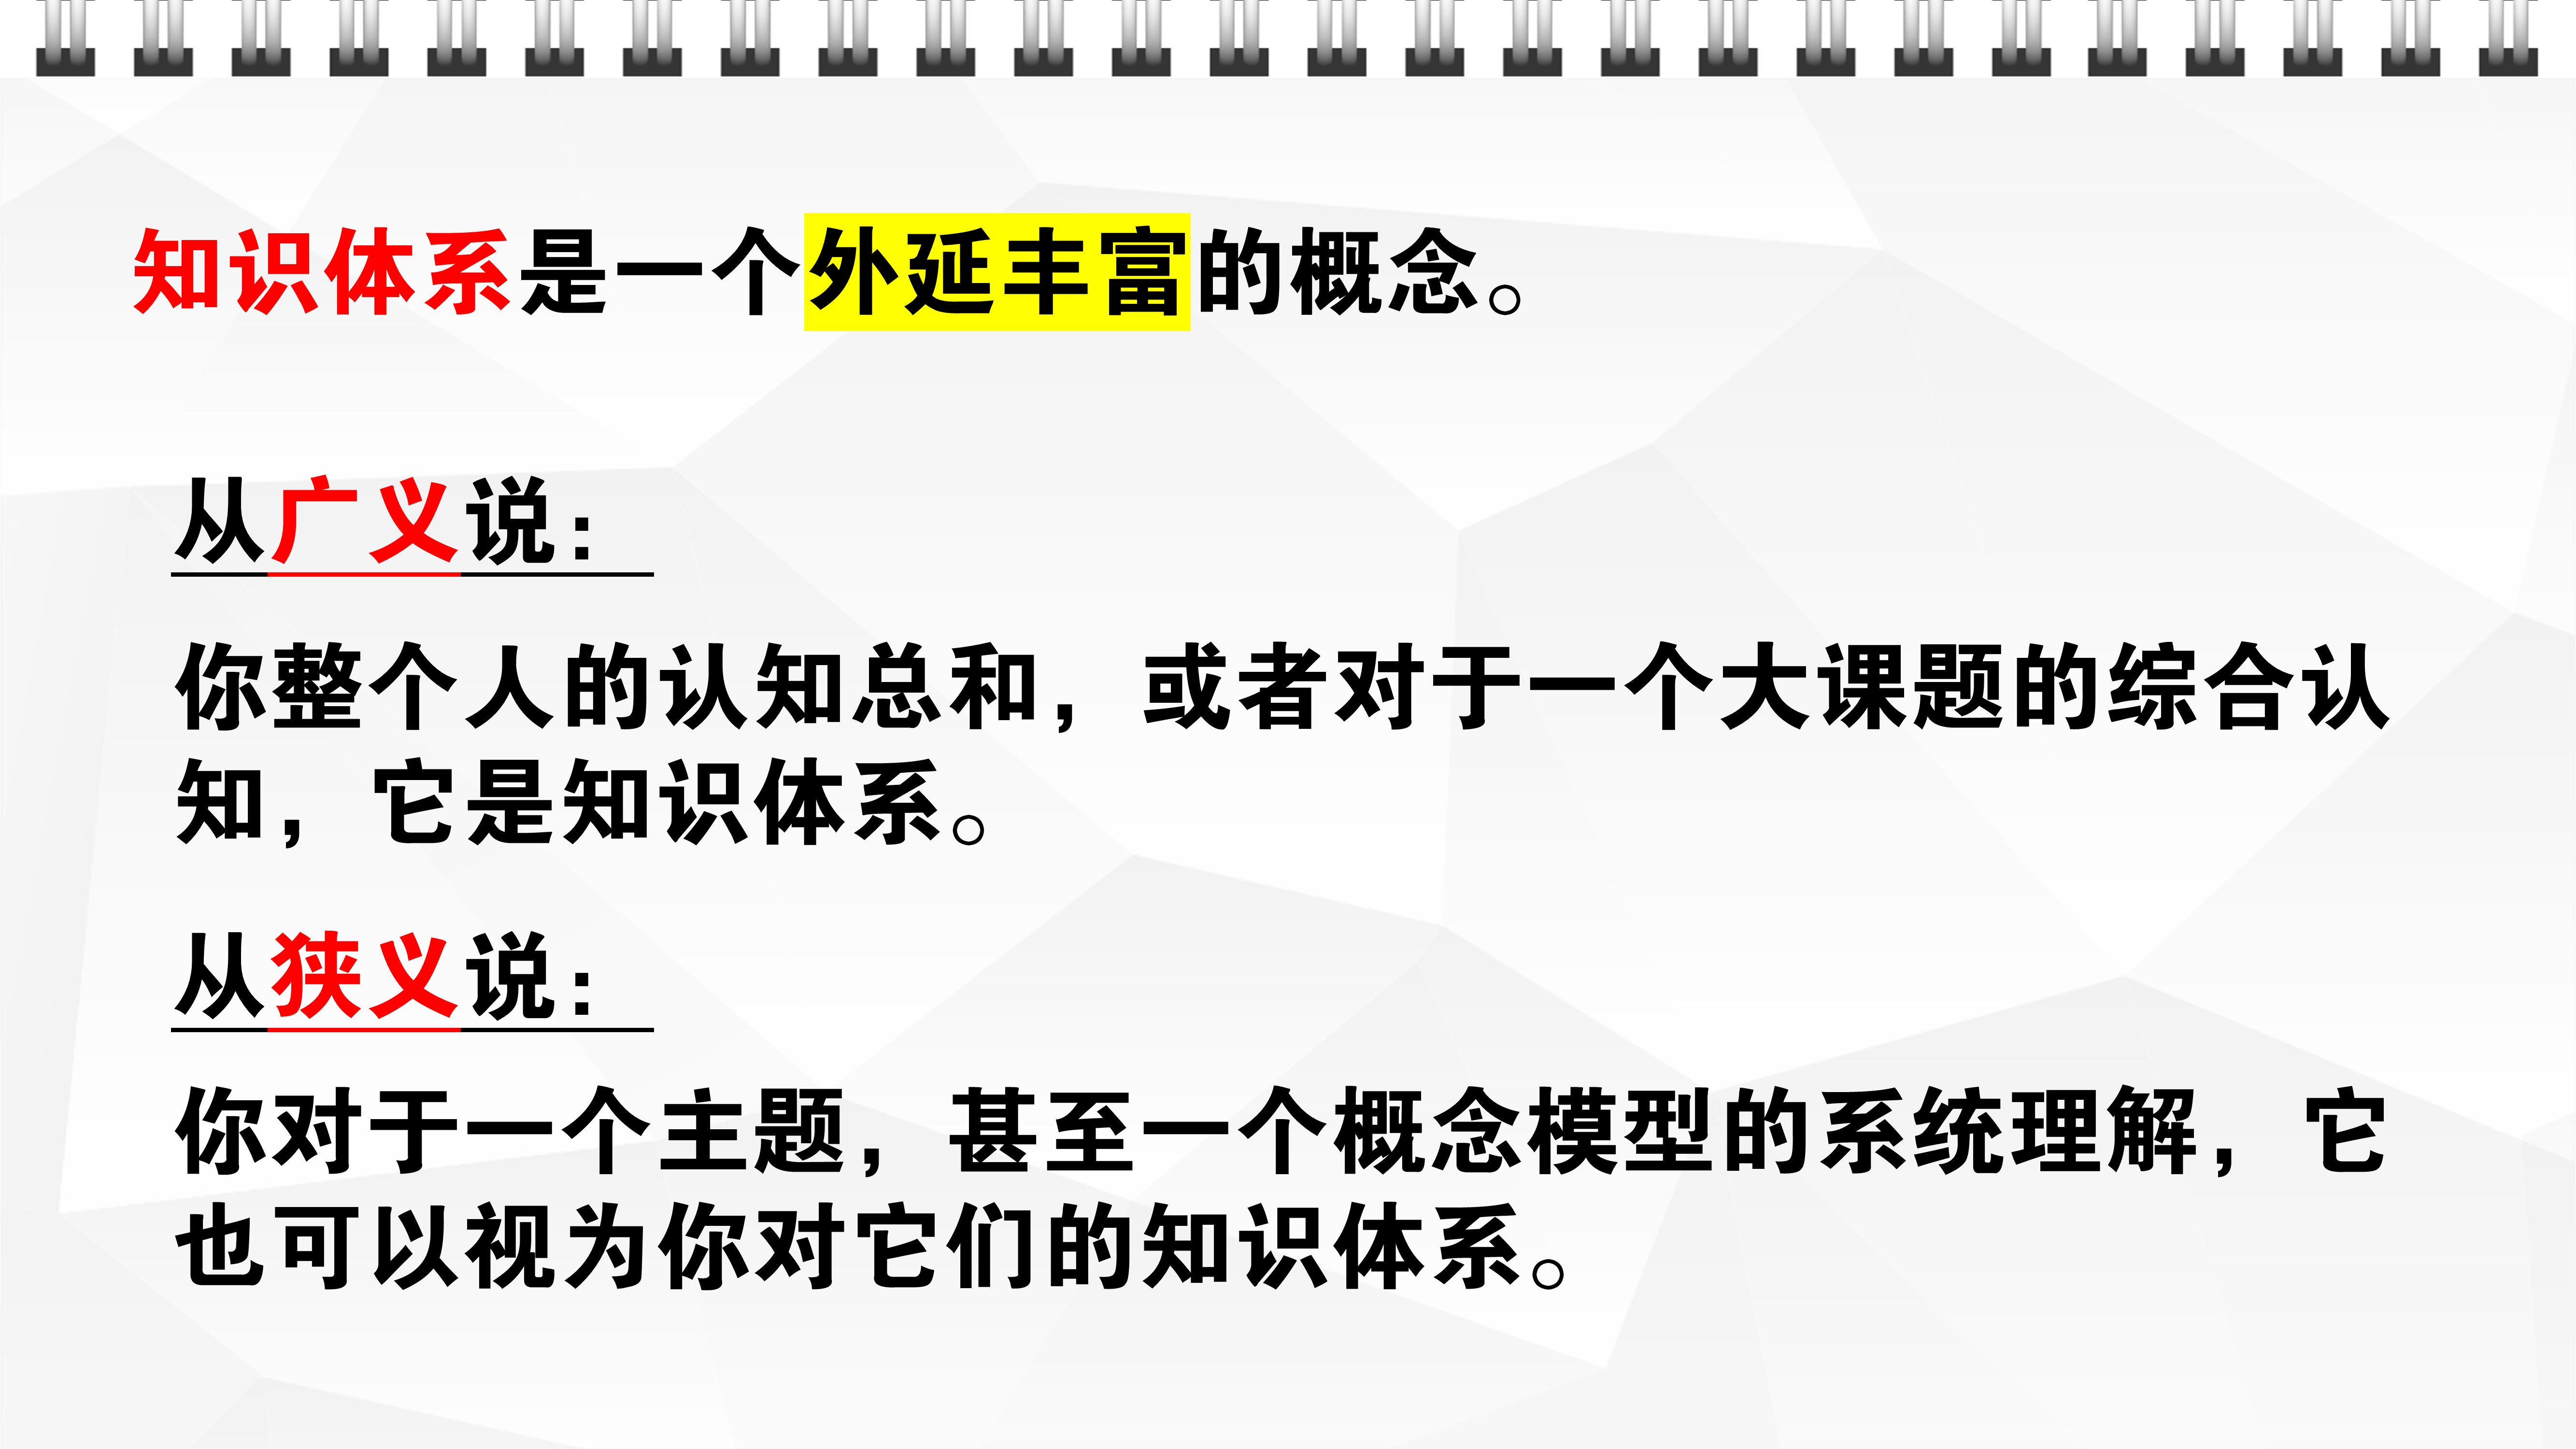 知识体系是一个外延丰富的概念。
从广义说：
你整个人的认知总和，或者对于一个大课题的综合认
知，它是知识体系。
从狭义说：
你对于一个主题，甚至一个概念模型的系统理解，它
也可以视为你对它们的知识体系。